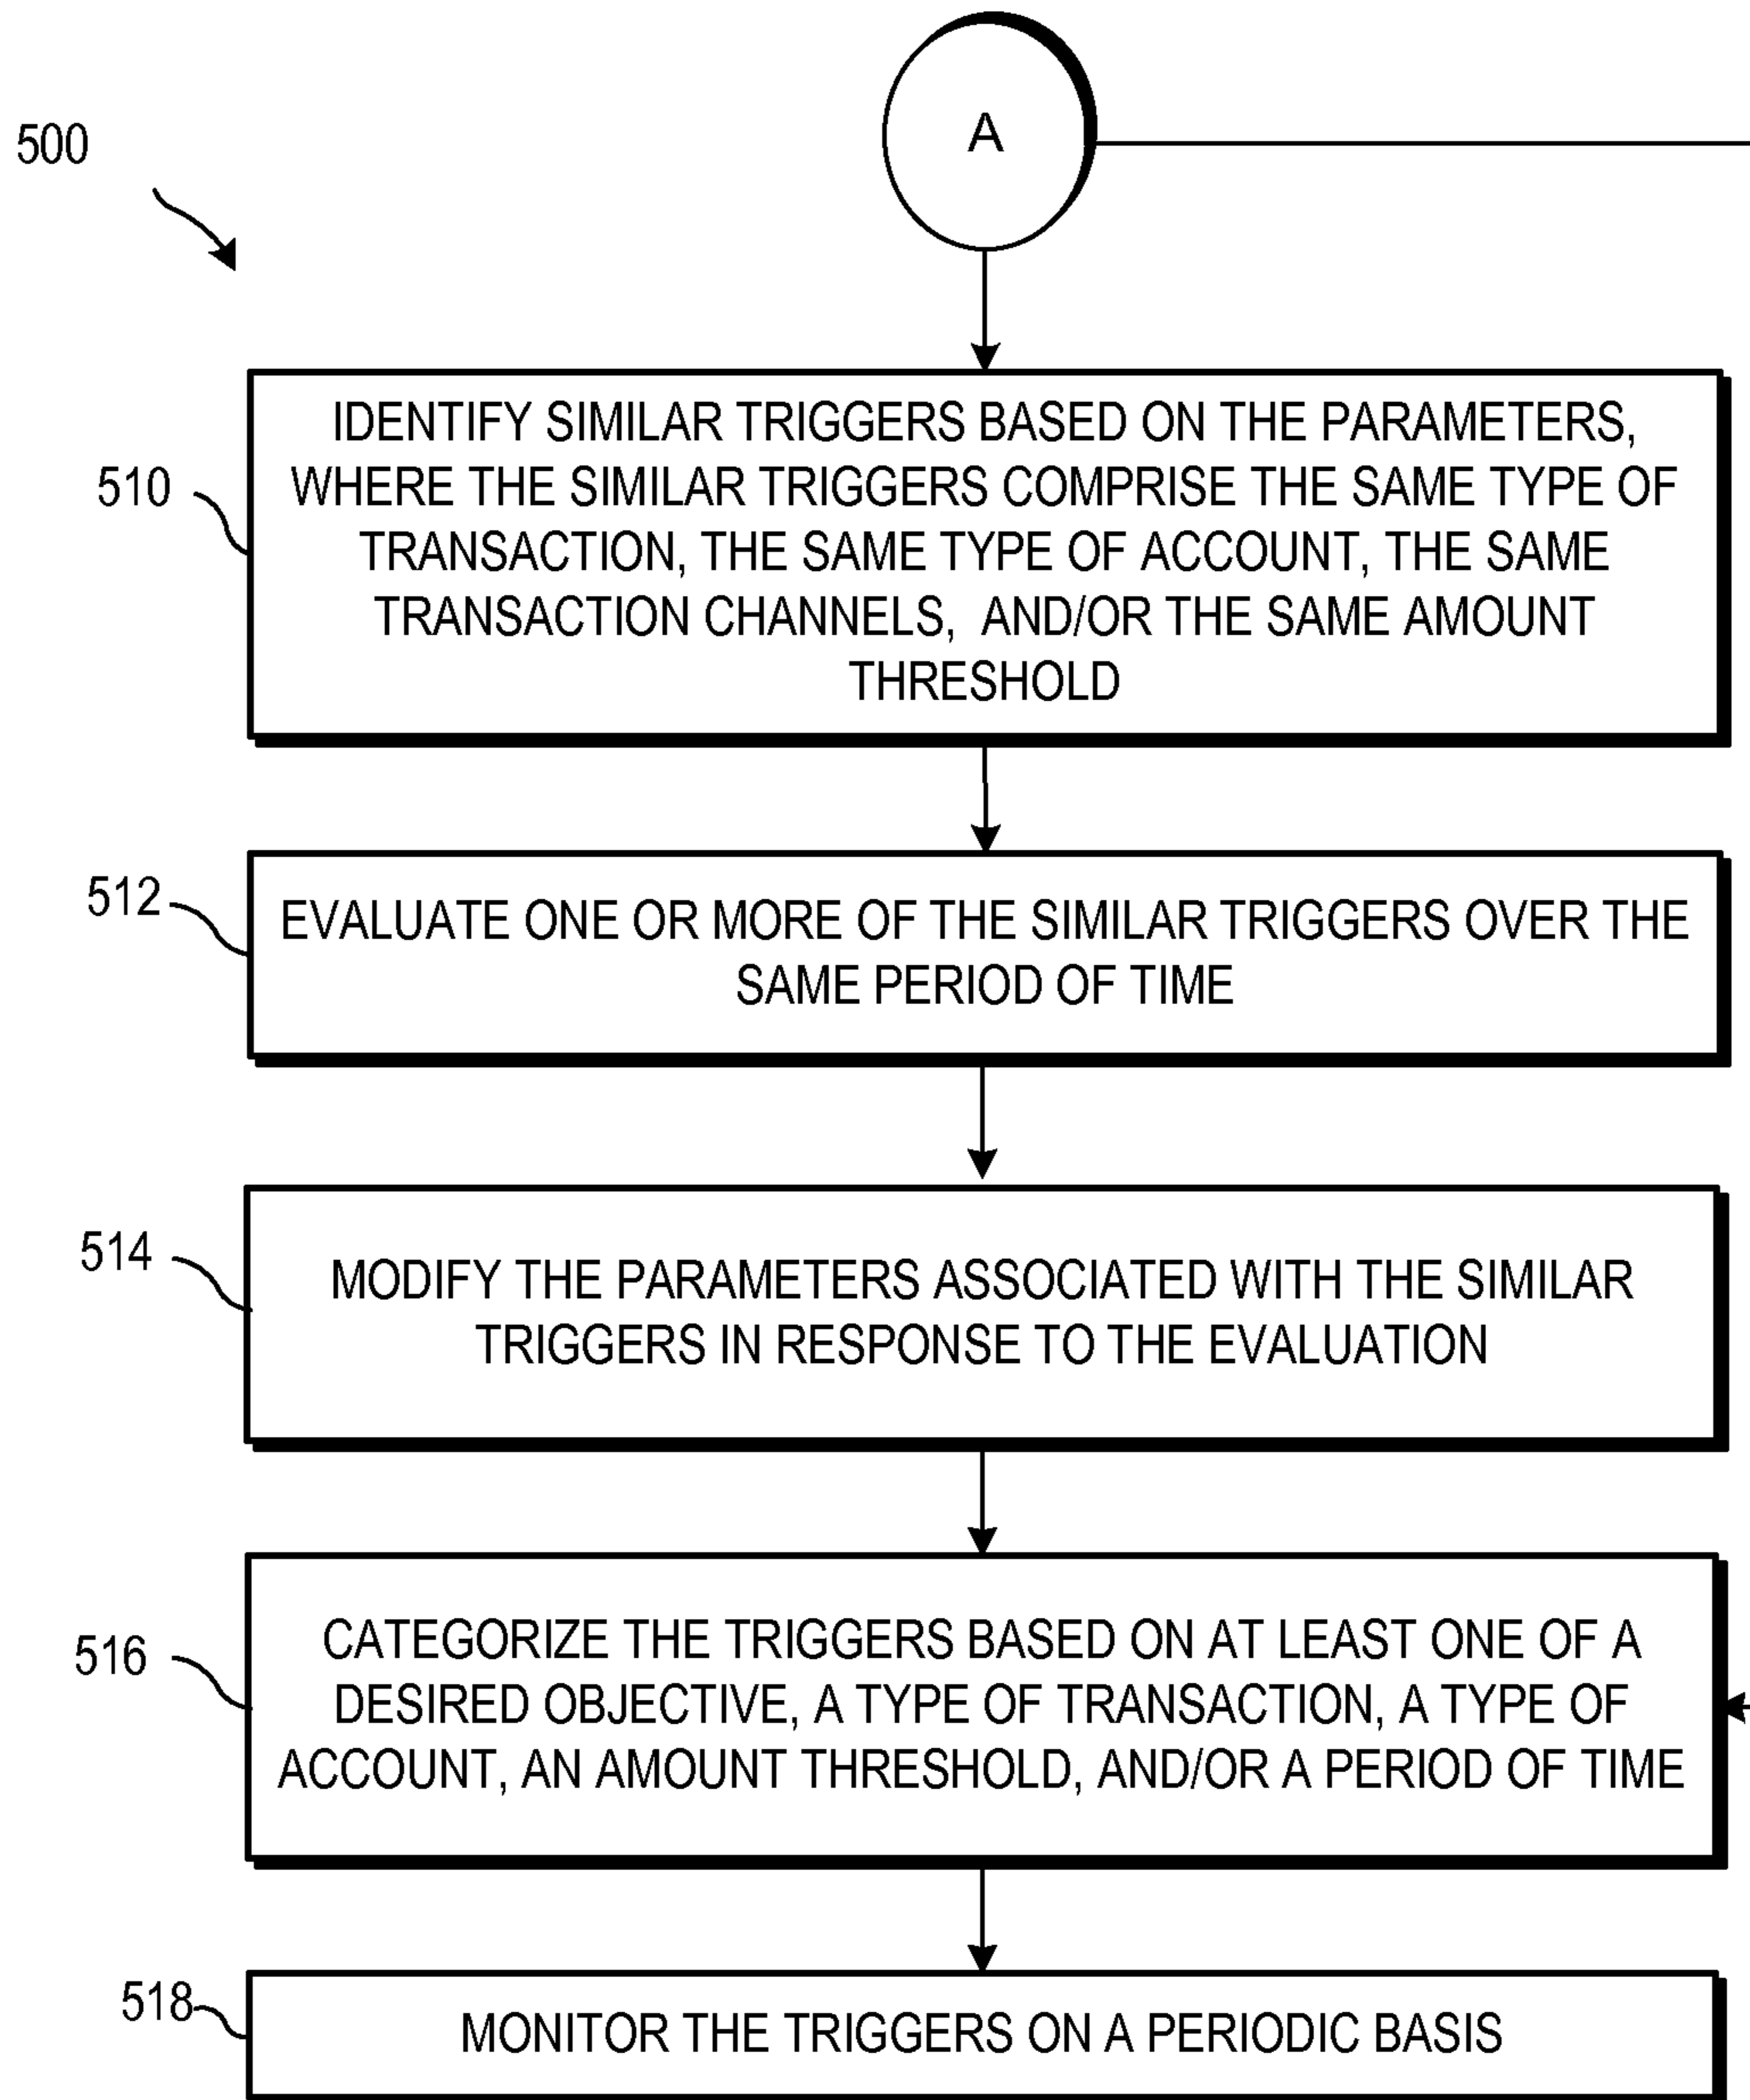 A
500
510
IDENTIFY SIMILAR TRIGGERS BASED ON THE PARAMETERS,
WHERE THE SIMILAR TRIGGERS COMPRISE THE SAME TYPE OF
TRANSACTION, THE SAME TYPE OF ACCOUNT, THE SAME
TRANSACTION CHANNELS, AND/OR THE SAME AMOUNT
THRESHOLD
512
EVALUATE ONE OR MORE OF THE SIMILAR TRIGGERS OVER THE
SAME PERIOD OF TIME
514
MODIFY THE PARAMETERS ASSOCIATED WITH THE SIMILAR
TRIGGERS IN RESPONSE TO THE EVALUATION
516
CATEGORIZE THE TRIGGERS BASED ON AT LEAST ONE OF A
DESIRED OBJECTIVE, A TYPE OF TRANSACTION, A TYPE OF
ACCOUNT, AN AMOUNT THRESHOLD, AND/OR A PERIOD OF TIME
518
MONITOR THE TRIGGERS ON A PERIODIC BASIS